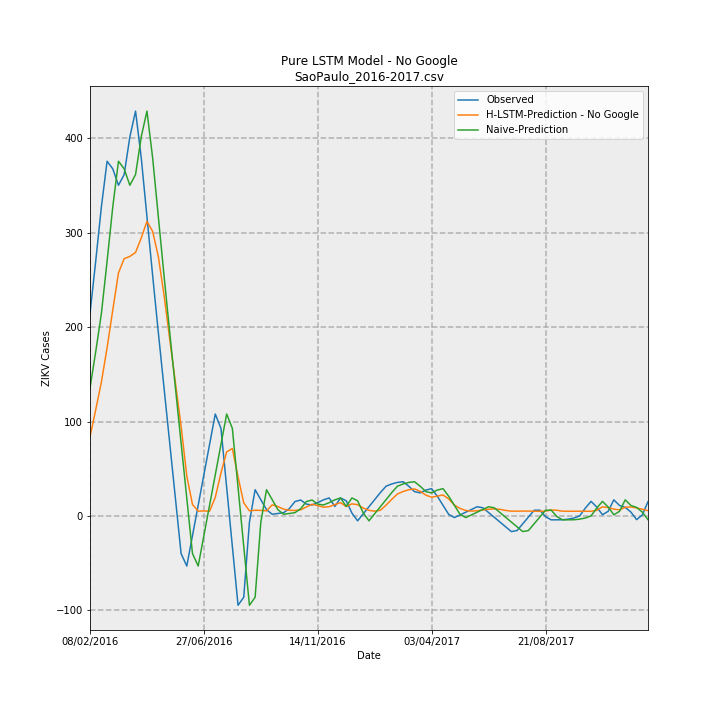 Pure LSTM Model - No Google
SaoPaulo_2016-2017.csv
Observed
H-LSTM-Prediction - No Google
Naive-Prediction
ZIKV Cases
400
300
200
100
0
−100
08/02/2016
27/06/2016
14/11/2016
03/04/2017
21/08/2017
Date